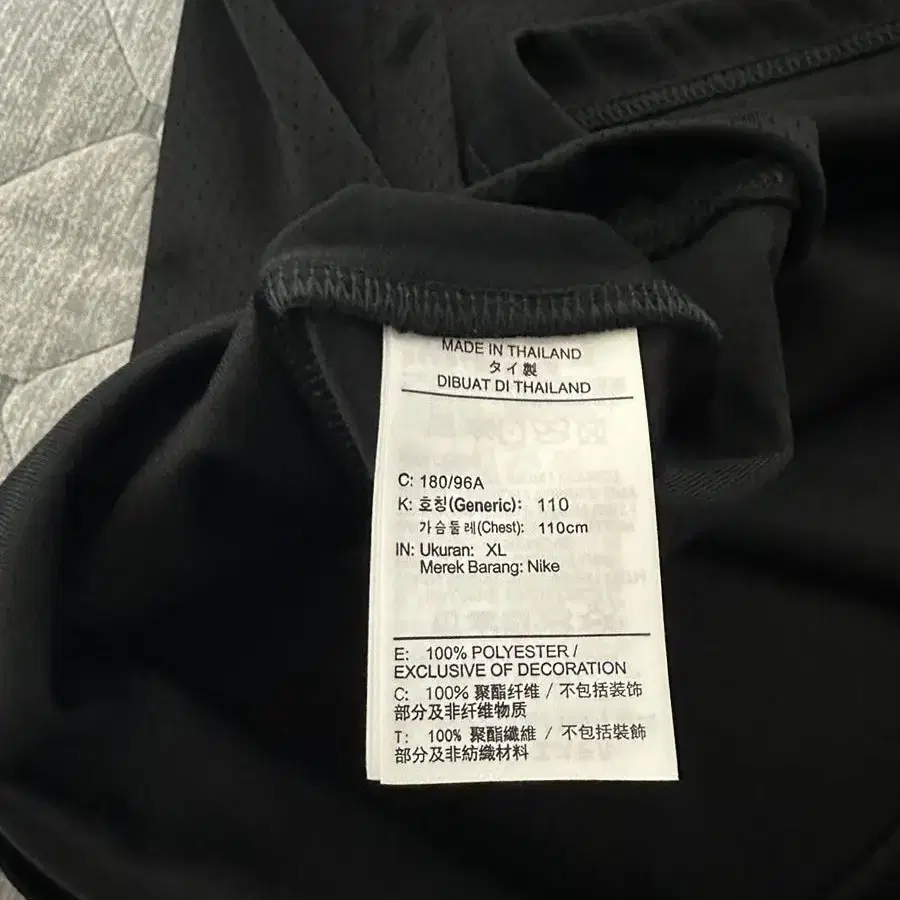 MADE IN THAILAND
タイ製
DIBUAT DI THAILAND
C: 180/96A
K: 호칭(Generic): 110
가슴둘레(Chest): 110cm
IN: Ukuran: XL
Merek Barang: Nike
E: 100% POLYESTER /
EXCLUSIVE OF DECORATION
C: 100% 聚酯纤维 / 不包括装饰
部分及非纤维物质
T: 100% 聚酯纖維 / 不包括裝飾
部分及非紡織材料